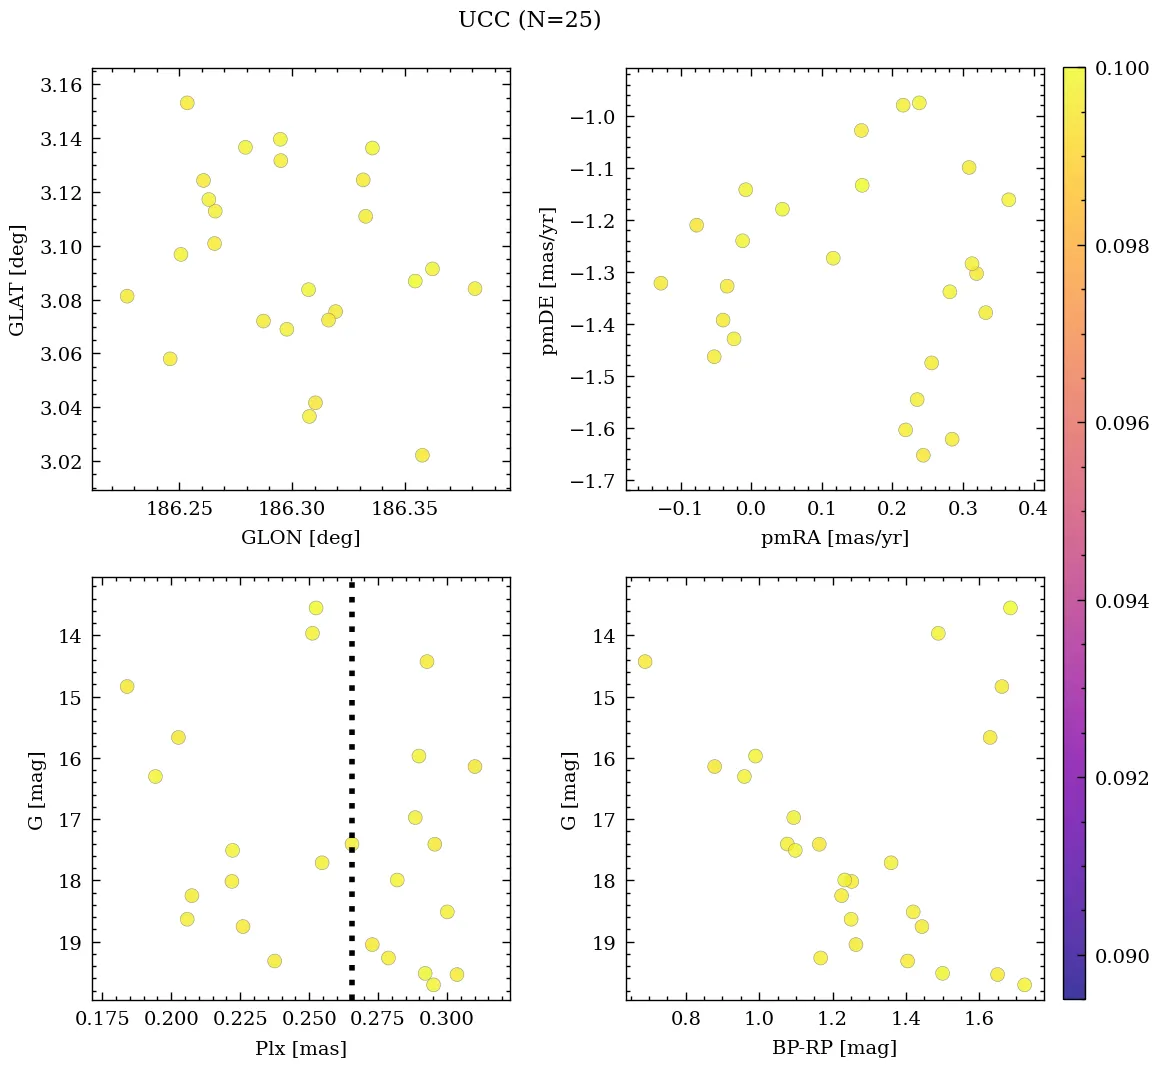 UCC (N=25)
3.16
3.14
3.12
3.10
3.08
3.06
3.04
3.02
GLAT [deg]
186.25 186.30 186.35
GLON [deg]
−1.0
−1.1
−1.2
−1.3
−1.4
−1.5
−1.6
−1.7
pmDE [mas/yr]
−0.1 0.0 0.1 0.2 0.3 0.4
pmRA [mas/yr]
0.100
0.098
0.096
0.094
0.092
0.090
14
15
16
17
18
19
G [mag]
0.175 0.200 0.225 0.250 0.275 0.300
Plx [mas]
14
15
16
17
18
19
G [mag]
0.8 1.0 1.2 1.4 1.6
BP-RP [mag]